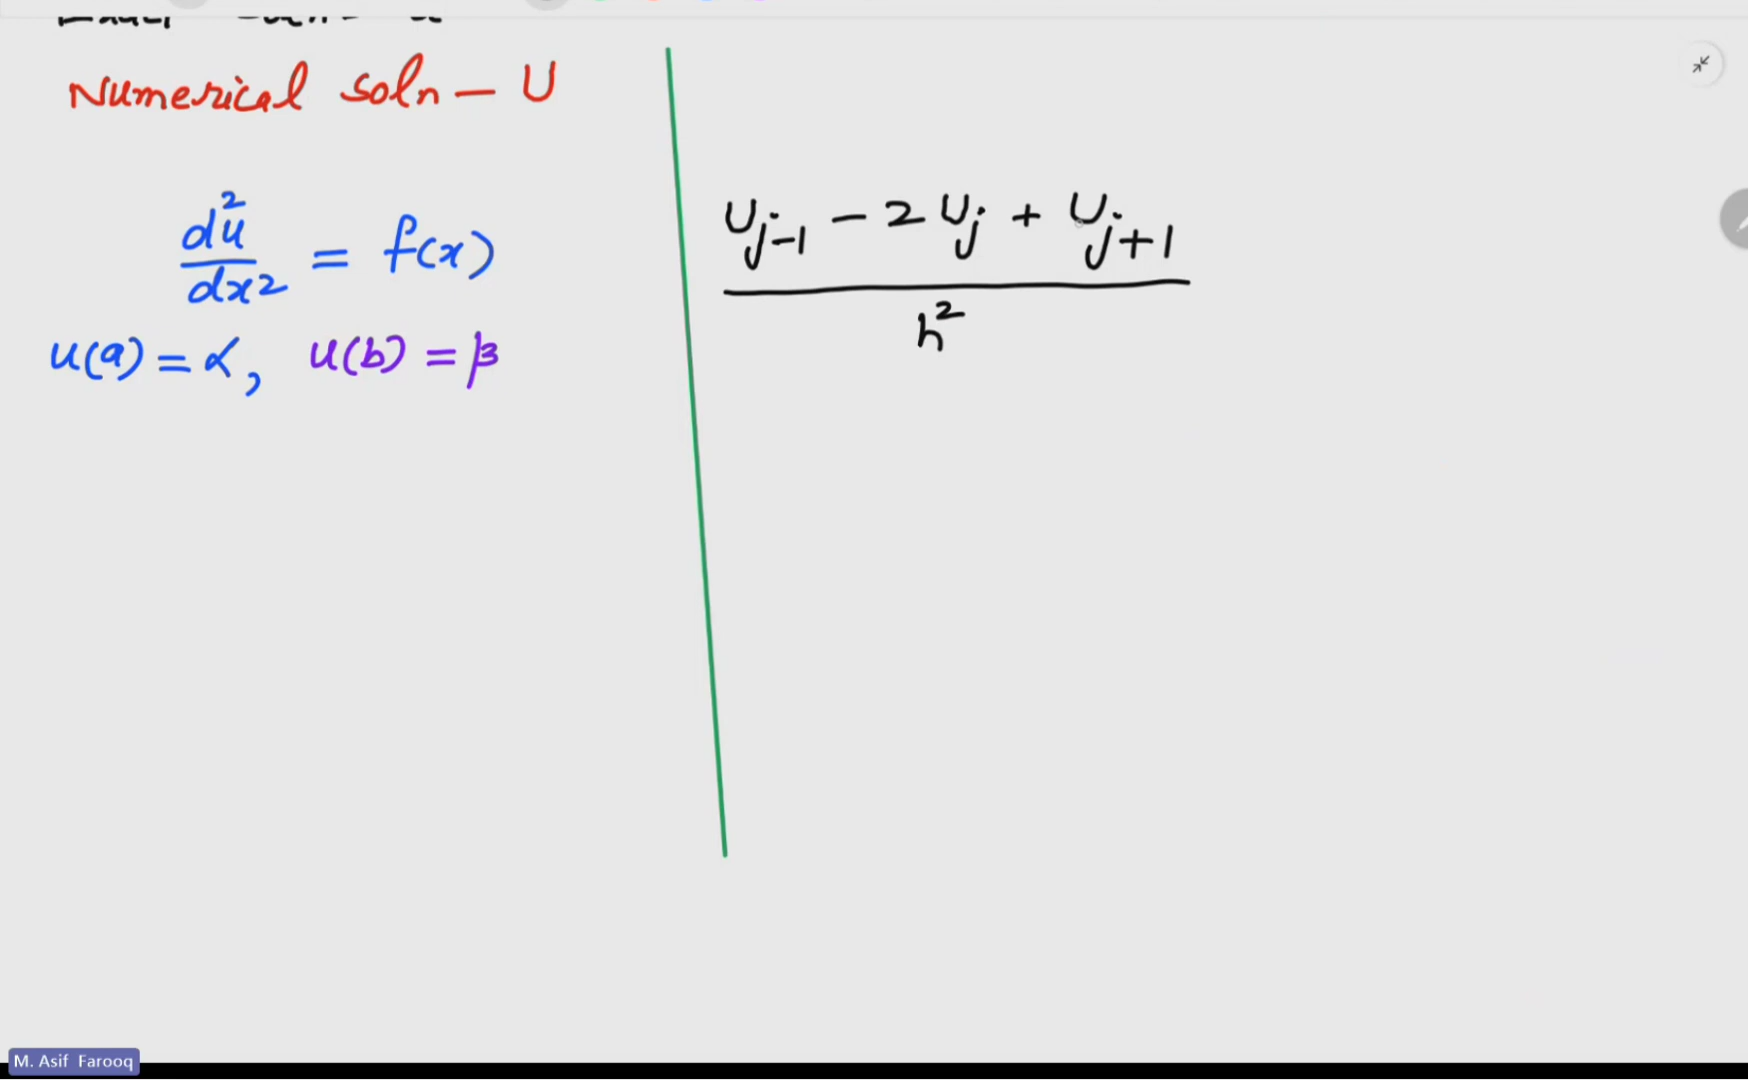 Numerical soln - U
d²u/dx² = f(x)
u(a) = α, u(b) = β
U_{j-1} - 2U_j + U_{j+1}
h²
M. Asif Farooq